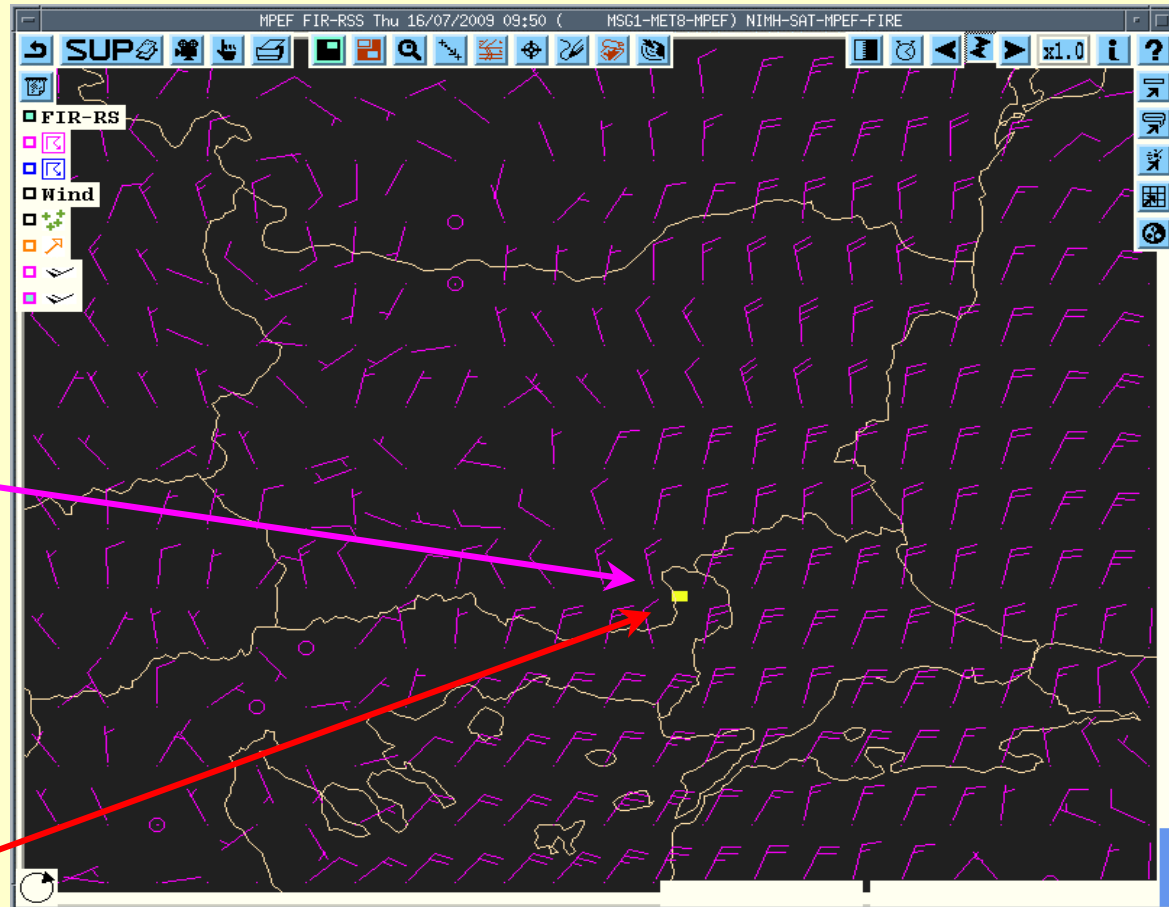 MPEF FIR-RSS Thu 16/07/2009 09:50 ( MSG1-MET8-MPEF) NIMH-SAT-MPEF-FIRE
SUP x1.0 i ?
FIR-RS
Wind